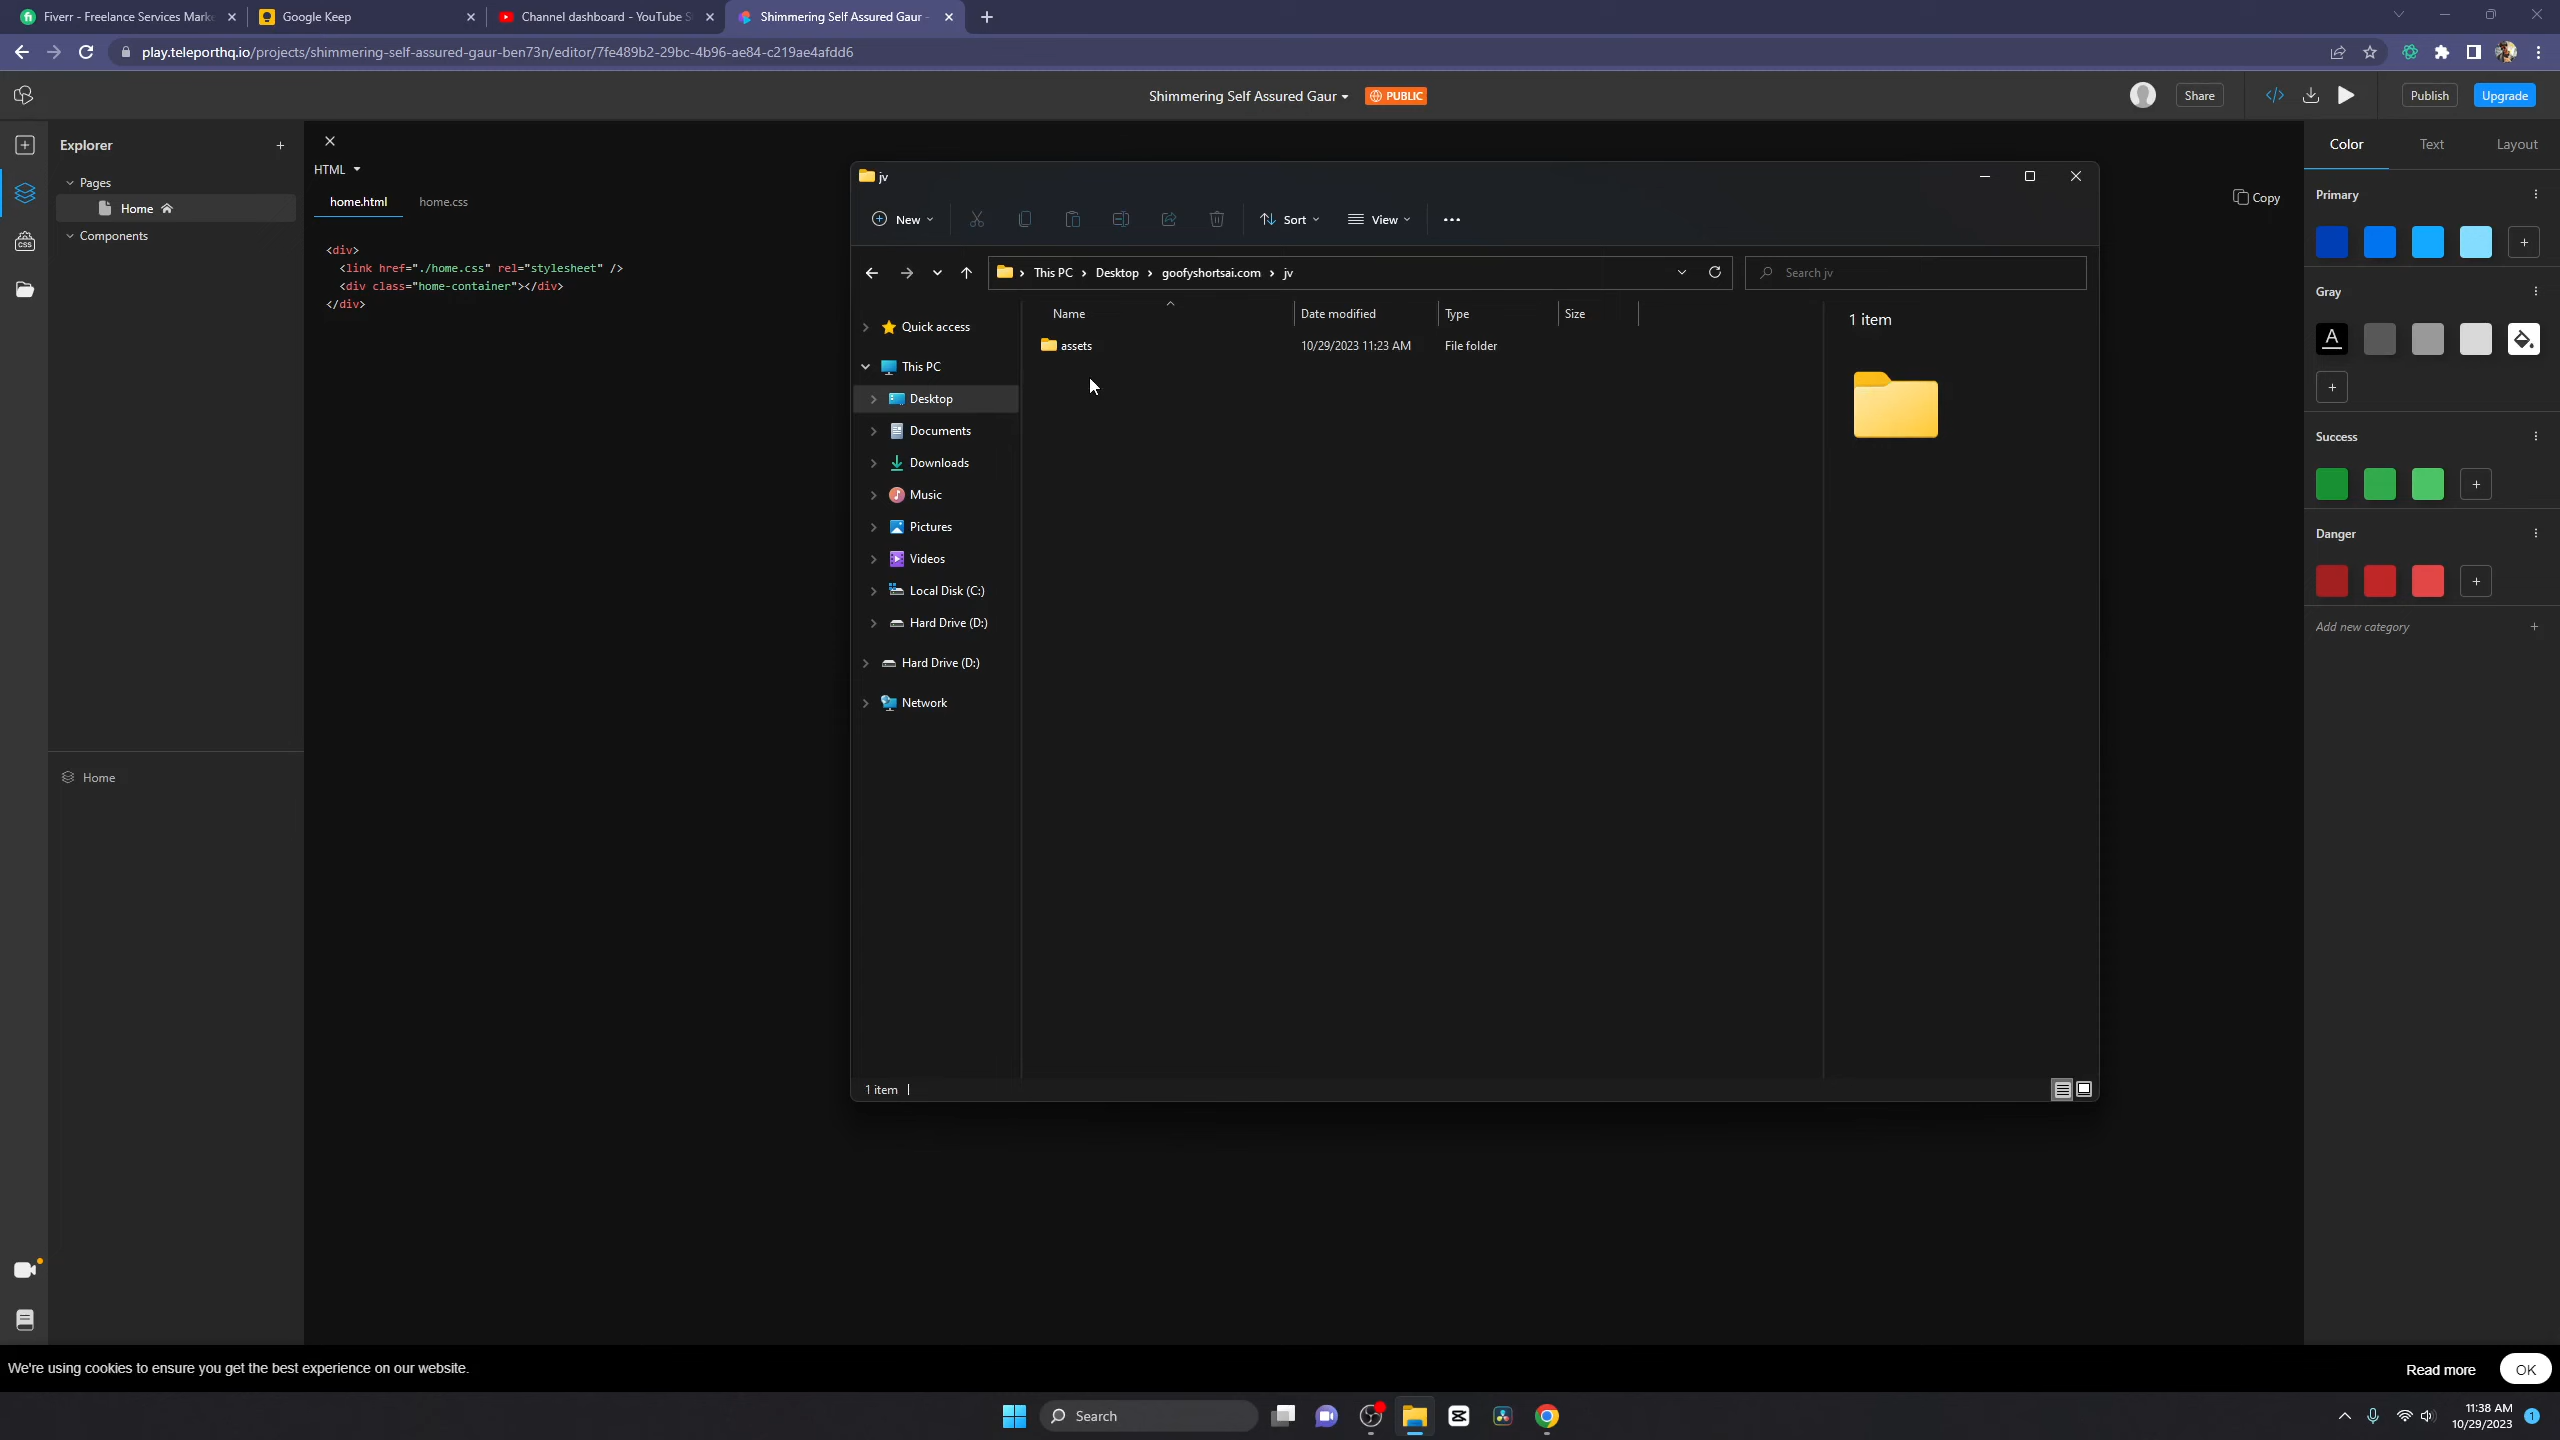 Fiverr - Freelance Services Mark
Google Keep
Channel dashboard - YouTube S
Shimmering Self Assured Gaur -
play.teleporthq.io/projects/shimmering-self-assured-gaur-ben73n/editor/7fe489b2-29bc-4b96-ae84-c219ae4afdd6
Shimmering Self Assured Gaur
PUBLIC
Share
Publish
Upgrade
Explorer
Pages
Home
Components
HTML
home.html
home.css
Copy
<div>
<link href="./home.css" rel="stylesheet" />
<div class="home-container"></div>
</div>
Home
jv
New
Sort
View
This PC > Desktop > goofyshortsai.com > jv
Search jv
Name
Date modified
Type
Size
assets
10/29/2023 11:23 AM
File folder
1 item
Quick access
This PC
Desktop
Documents
Downloads
Music
Pictures
Videos
Local Disk (C:)
Hard Drive (D:)
Hard Drive (D:)
Network
1 item
Color
Text
Layout
Primary
Gray
A
Success
Danger
Add new category
CSS
We're using cookies to ensure you get the best experience on our website.
Read more
OK
Search
11:38 AM
10/29/2023
1